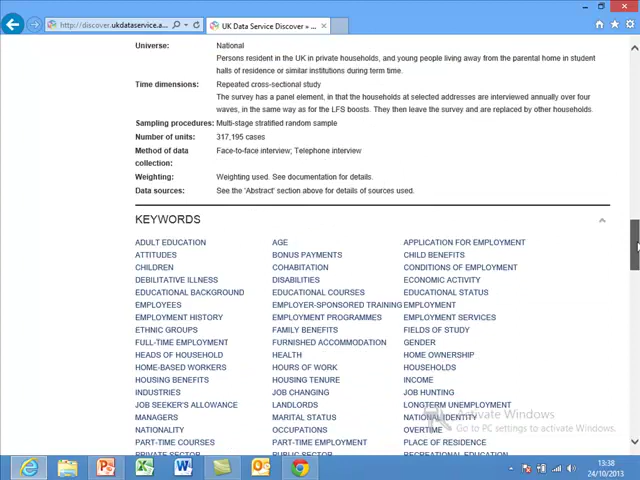 http://discover.ukdataservice.a...
UK Data Service Discover »...
Universe: National
Persons resident in the UK in private households, and young people living away from the parental home in student
halls of residence or similar institutions during term time.
Time dimensions: Repeated cross-sectional study
The survey has a panel element, in that the households at selected addresses are interviewed annually over four
waves, in the same way as for the LFS boosts. They then leave the survey and are replaced by other households.
Sampling procedures: Multi-stage stratified random sample
Number of units: 317,195 cases
Method of data Face-to-face interview; Telephone interview
collection:
Weighting: Weighting used. See documentation for details.
Data sources: See the 'Abstract' section above for details of sources used.
KEYWORDS
ADULT EDUCATION AGE APPLICATION FOR EMPLOYMENT
ATTITUDES BONUS PAYMENTS CHILD BENEFITS
CHILDREN COHABITATION CONDITIONS OF EMPLOYMENT
DEBILITATIVE ILLNESS DISABILITIES ECONOMIC ACTIVITY
EDUCATIONAL BACKGROUND EDUCATIONAL COURSES EDUCATIONAL STATUS
EMPLOYEES EMPLOYER-SPONSORED TRAINING EMPLOYMENT
EMPLOYMENT HISTORY EMPLOYMENT PROGRAMMES EMPLOYMENT SERVICES
ETHNIC GROUPS FAMILY BENEFITS FIELDS OF STUDY
FULL-TIME EMPLOYMENT FURNISHED ACCOMMODATION GENDER
HEADS OF HOUSEHOLD HEALTH HOME OWNERSHIP
HOME-BASED WORKERS HOURS OF WORK HOUSEHOLDS
HOUSING BENEFITS HOUSING TENURE INCOME
INDUSTRIES JOB CHANGING JOB HUNTING
JOB SEEKER'S ALLOWANCE LANDLORDS LONGTERM UNEMPLOYMENT
MANAGERS MARITAL STATUS NATIONAL IDENTITY
NATIONALITY OCCUPATIONS OVERTIME
PART-TIME COURSES PART-TIME EMPLOYMENT PLACE OF RESIDENCE
PRIVATE SECTOR PUBLIC SECTOR RECREATIONAL EDUCATION
Activate Windows
Go to PC settings to activate Windows.
13:38
24/10/2013